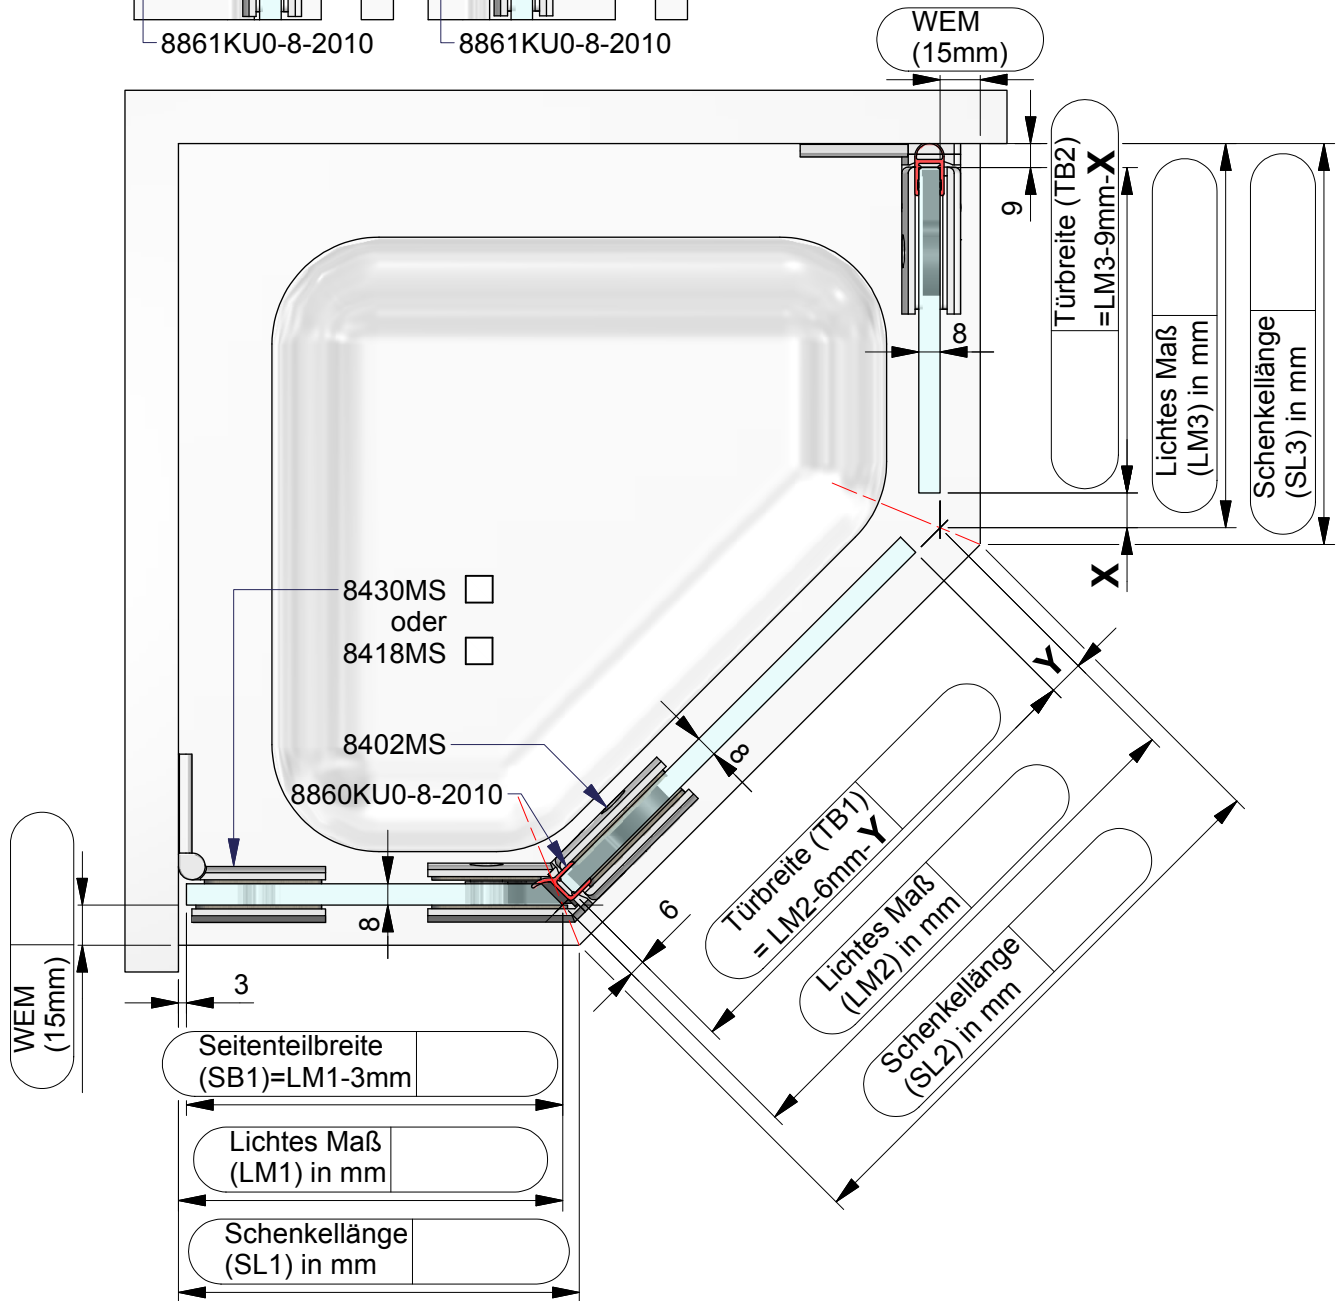 8861KU0-8-2010
8861KU0-8-2010
WEM
(15mm)
Türbreite (TB2)
=LM3-9mm-X
9
Lichtes Maß
(LM3) in mm
Schenkellänge
(SL3) in mm
8
X
8430MS
oder
8418MS
Y
8402MS
8
8860KU0-8-2010
Türbreite (TB1)
= LM2-6mm-Y
Lichtes Maß
(LM2) in mm
Schenkellänge
(SL2) in mm
6
8
WEM
(15mm)
3
Seitenteilbreite
(SB1)=LM1-3mm
Lichtes Maß
(LM1) in mm
Schenkellänge
(SL1) in mm